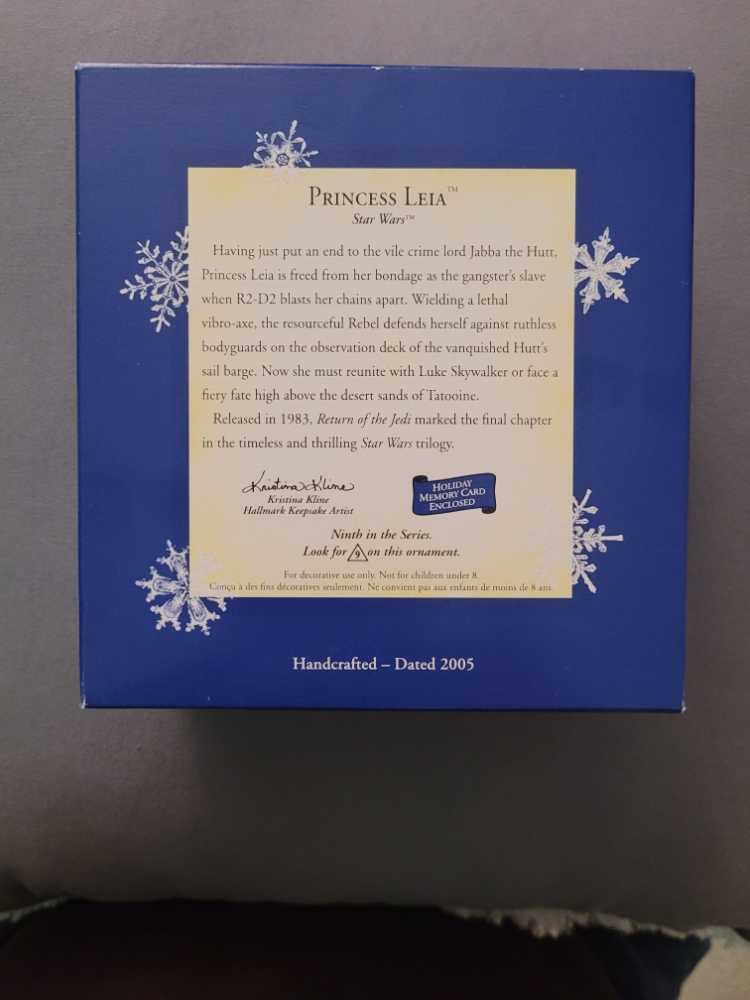 PRINCESS LEIA™
Star Wars™
Having just put an end to the vile crime lord Jabba the Hutt,
Princess Leia is freed from her bondage as the gangster's slave
when R2-D2 blasts her chains apart. Wielding a lethal
vibro-axe, the resourceful Rebel defends herself against ruthless
bodyguards on the observation deck of the vanquished Hutt's
sail barge. Now she must reunite with Luke Skywalker or face a
fiery fate high above the desert sands of Tatooine.
Released in 1983, Return of the Jedi marked the final chapter
in the timeless and thrilling Star Wars trilogy.
Kristina Kline
Kristina Kline
Hallmark Keepsake Artist
HOLIDAY
MEMORY CARD
ENCLOSED
Ninth in the Series.
Look for 9 on this ornament.
For decorative use only. Not for children under 8.
Conçu à des fins décoratives seulement. Ne convient pas aux enfants de moins de 8 ans.
Handcrafted – Dated 2005